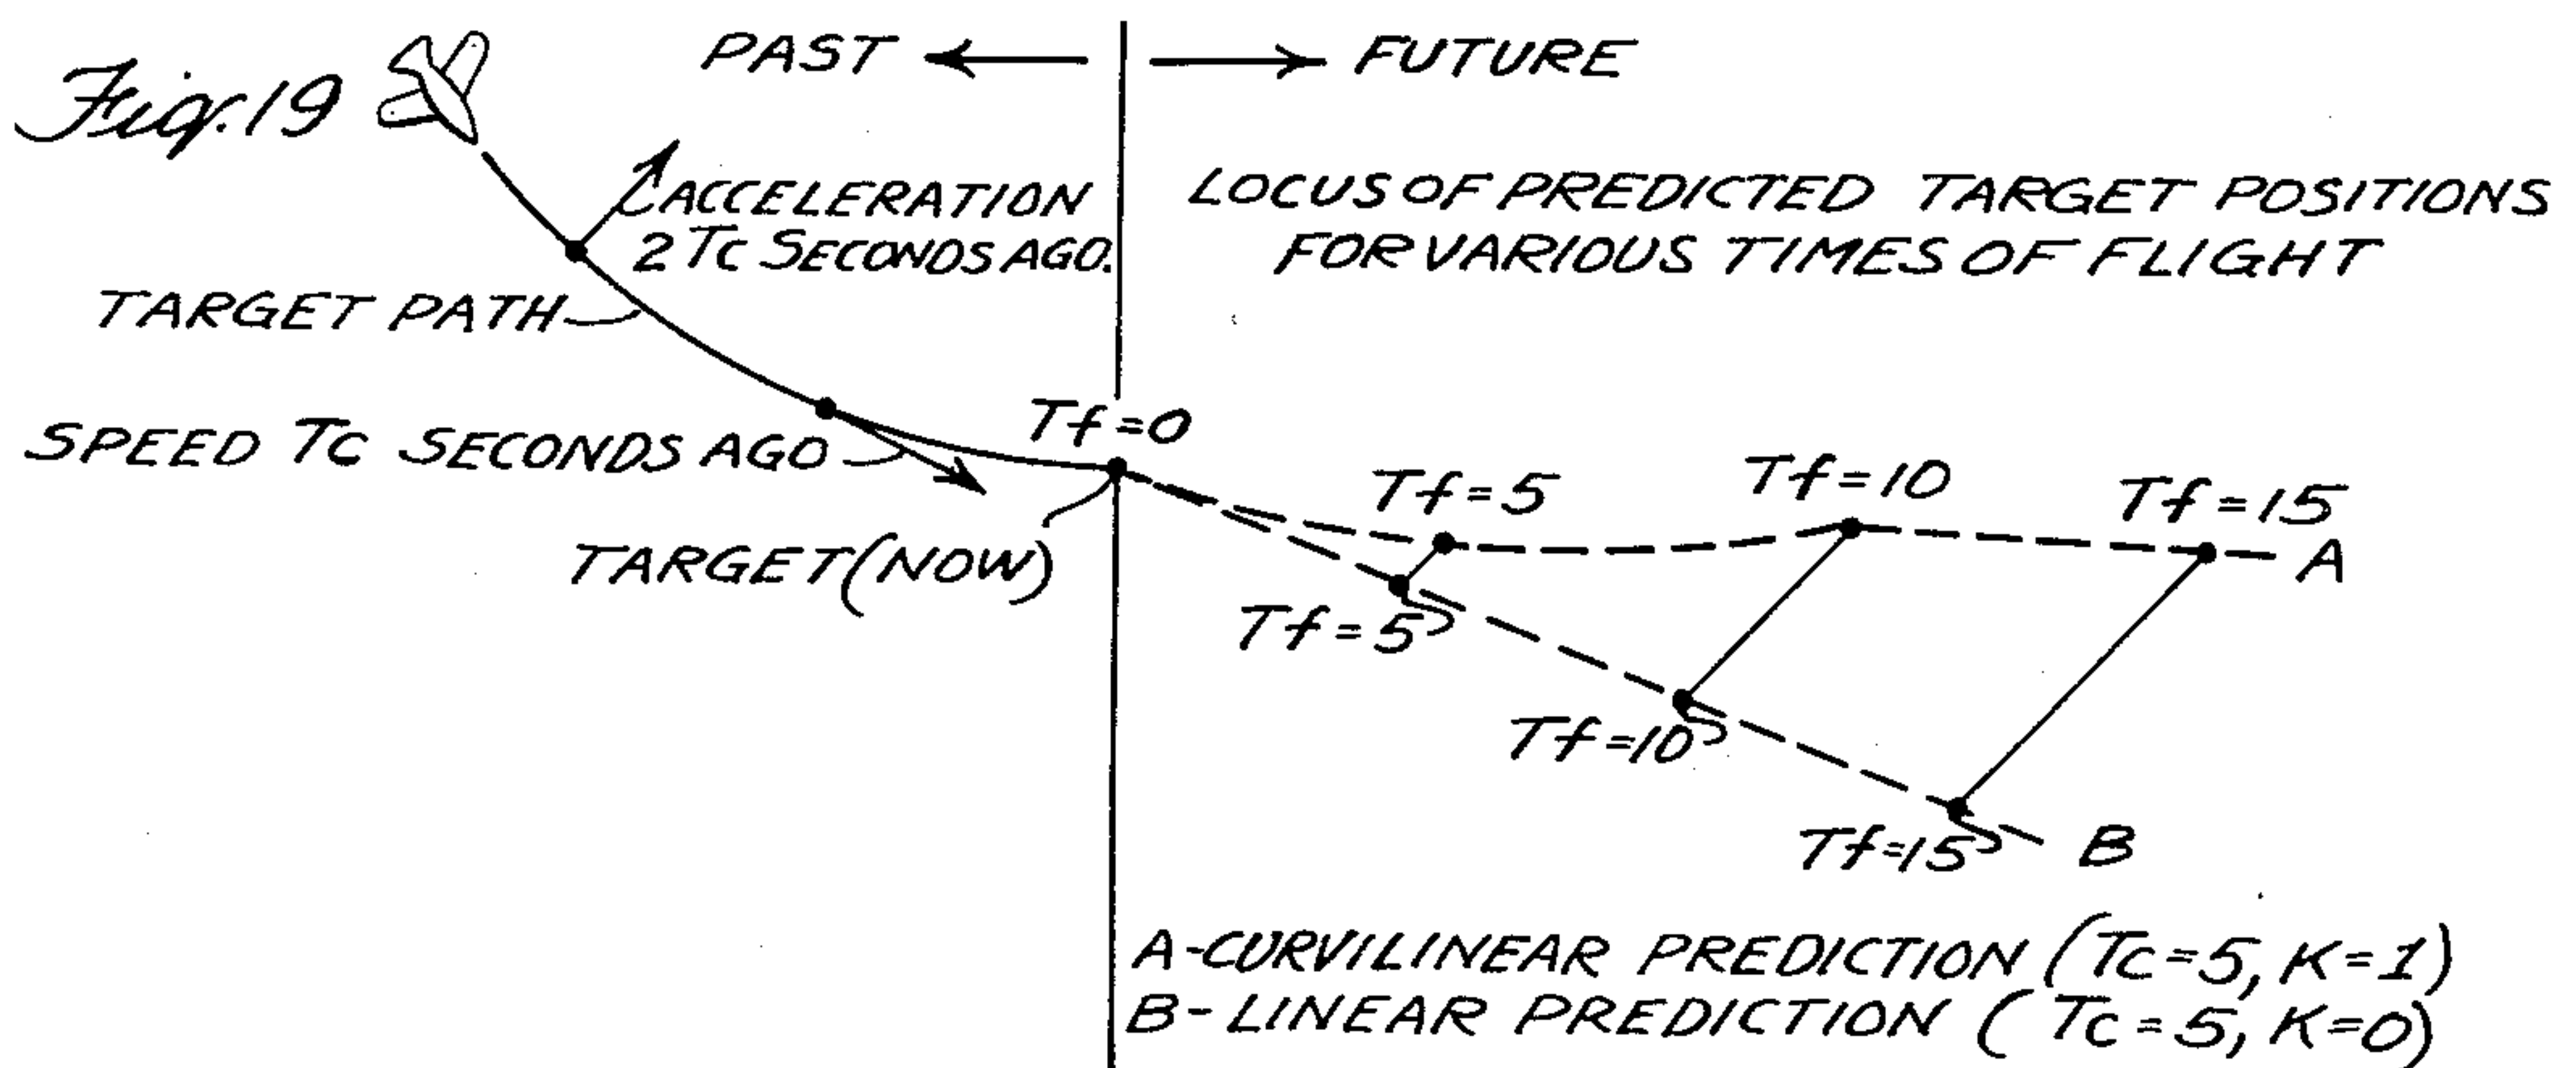 Fig. 19
PAST
FUTURE
ACCELERATION
2 Tc SECONDS AGO.
LOCUS OF PREDICTED TARGET POSITIONS
FOR VARIOUS TIMES OF FLIGHT
TARGET PATH
SPEED Tc SECONDS AGO
Tf=0
TARGET (NOW)
Tf=5
Tf=10
Tf=15
A
Tf=5
Tf=10
Tf=15
B
A-CURVILINEAR PREDICTION (Tc=5, K=1)
B-LINEAR PREDICTION (Tc=5, K=0)